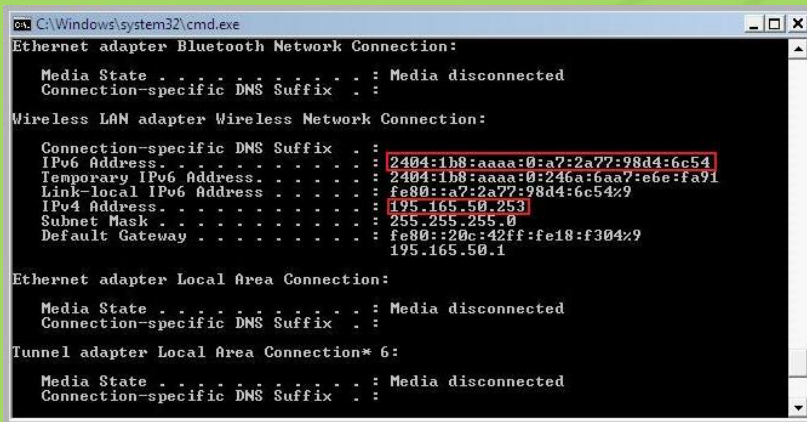 C:\Windows\system32\cmd.exe
Ethernet adapter Bluetooth Network Connection:
Media State . . . . . . . . . . . : Media disconnected
Connection-specific DNS Suffix . :
Wireless LAN adapter Wireless Network Connection:
Connection-specific DNS Suffix . :
IPv6 Address. . . . . . . . . . . : 2404:1b8:aaaa:0:a7:2a77:98d4:6c54
Temporary IPv6 Address. . . . . . : 2404:1b8:aaaa:0:246a:6aa7:e6e:fa91
Link-local IPv6 Address . . . . . : fe80::a7:2a77:98d4:6c54%9
IPv4 Address. . . . . . . . . . . : 195.165.50.253
Subnet Mask . . . . . . . . . . . : 255.255.255.0
Default Gateway . . . . . . . . . : fe80::20c:42ff:fe18:f304%9
195.165.50.1
Ethernet adapter Local Area Connection:
Media State . . . . . . . . . . . : Media disconnected
Connection-specific DNS Suffix . :
Tunnel adapter Local Area Connection* 6:
Media State . . . . . . . . . . . : Media disconnected
Connection-specific DNS Suffix . :